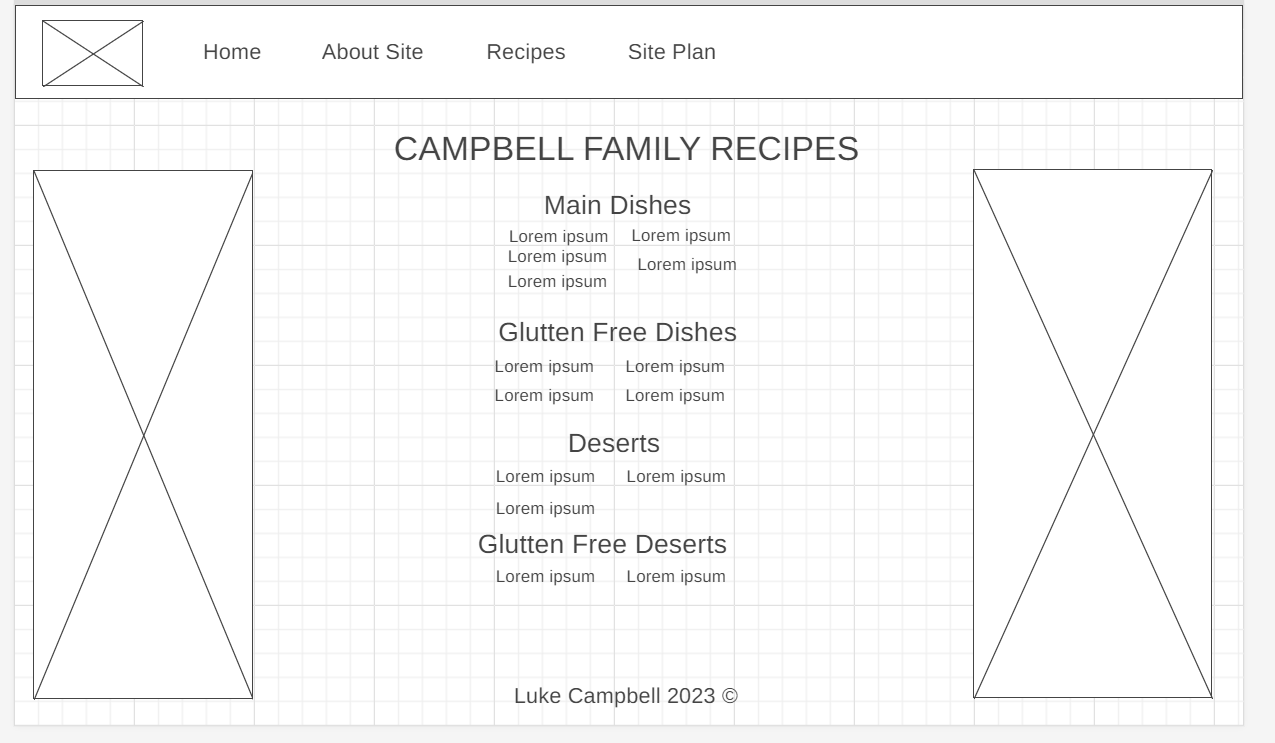 Home About Site Recipes Site Plan
CAMPBELL FAMILY RECIPES
Main Dishes
Lorem ipsum Lorem ipsum
Lorem ipsum
Lorem ipsum
Lorem ipsum
Glutten Free Dishes
Lorem ipsum Lorem ipsum
Lorem ipsum Lorem ipsum
Deserts
Lorem ipsum Lorem ipsum
Lorem ipsum
Glutten Free Deserts
Lorem ipsum Lorem ipsum
Luke Campbell 2023 ©